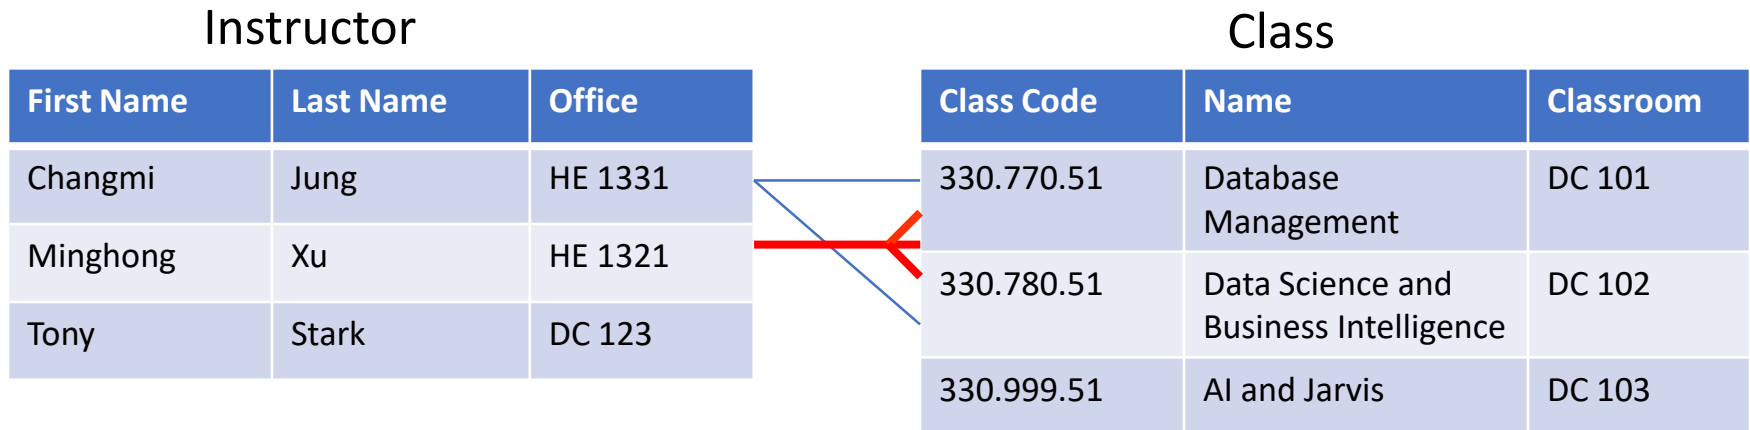 Instructor
First Name Last Name Office
Changmi Jung HE 1331
Minghong Xu HE 1321
Tony Stark DC 123
Class
Class Code Name Classroom
330.770.51 Database DC 101
Management
330.780.51 Data Science and DC 102
Business Intelligence
330.999.51 AI and Jarvis DC 103